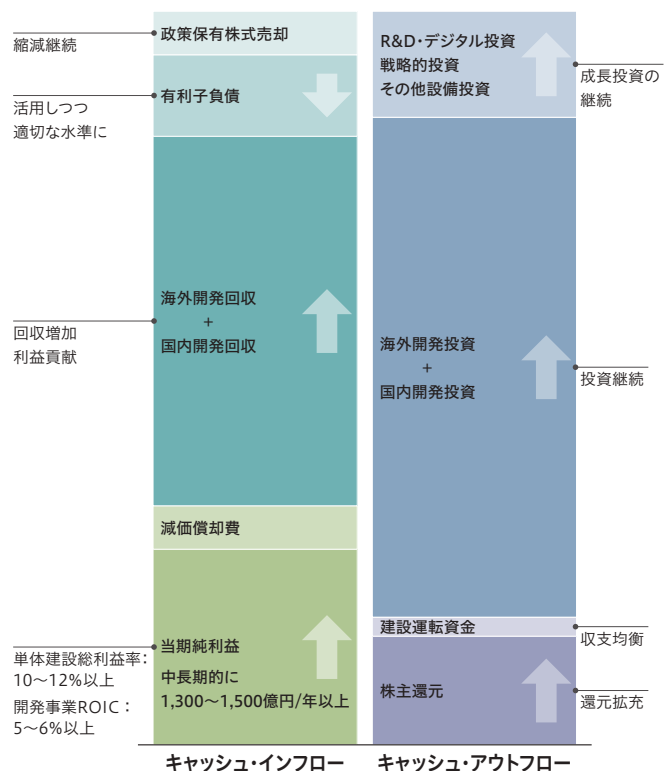 縮減継続
政策保有株式売却
活用しつつ
適切な水準に
有利子負債
回収増加
利益貢献
海外開発回収
+
国内開発回収
減価償却費
単体建設総利益率：
10～12%以上
開発事業ROIC：
5～6%以上
当期純利益
中長期的に
1,300～1,500億円/年以上
キャッシュ・インフロー
R&D・デジタル投資
戦略的投資
その他設備投資
成長投資の
継続
海外開発投資
+
国内開発投資
投資継続
建設運転資金
収支均衡
株主還元
還元拡充
キャッシュ・アウトフロー